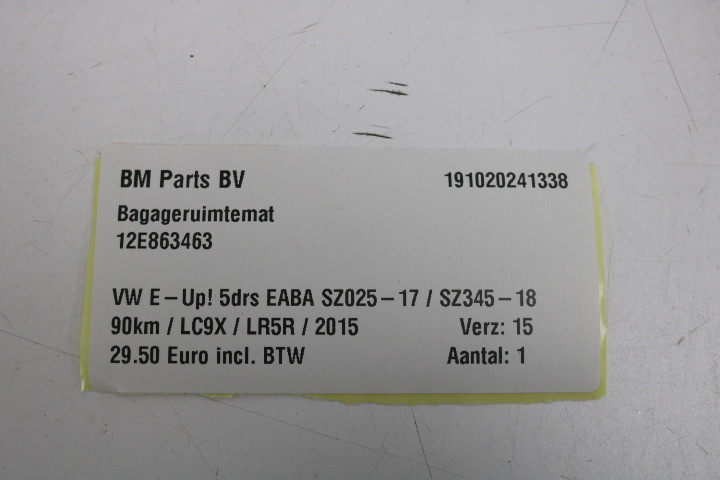 BM Parts BV 191020241338
Bagageruimtemat
12E863463
VW E-Up! 5drs EABA SZ025-17 / SZ345-18
90km / LC9X / LR5R / 2015 Verz: 15
29.50 Euro incl. BTW Aantal: 1